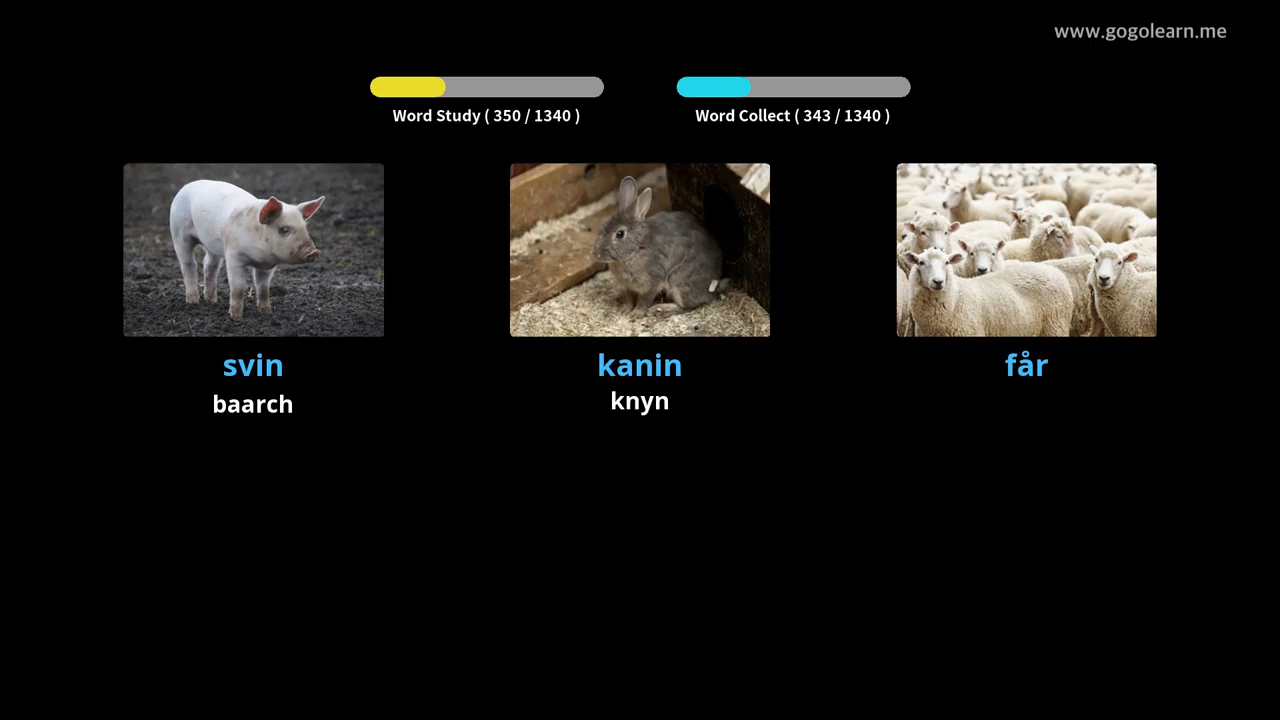 www.gogolearn.me
Word Study ( 350 / 1340 )
Word Collect ( 343 / 1340 )
svin
kanin
får
baarch
knyn